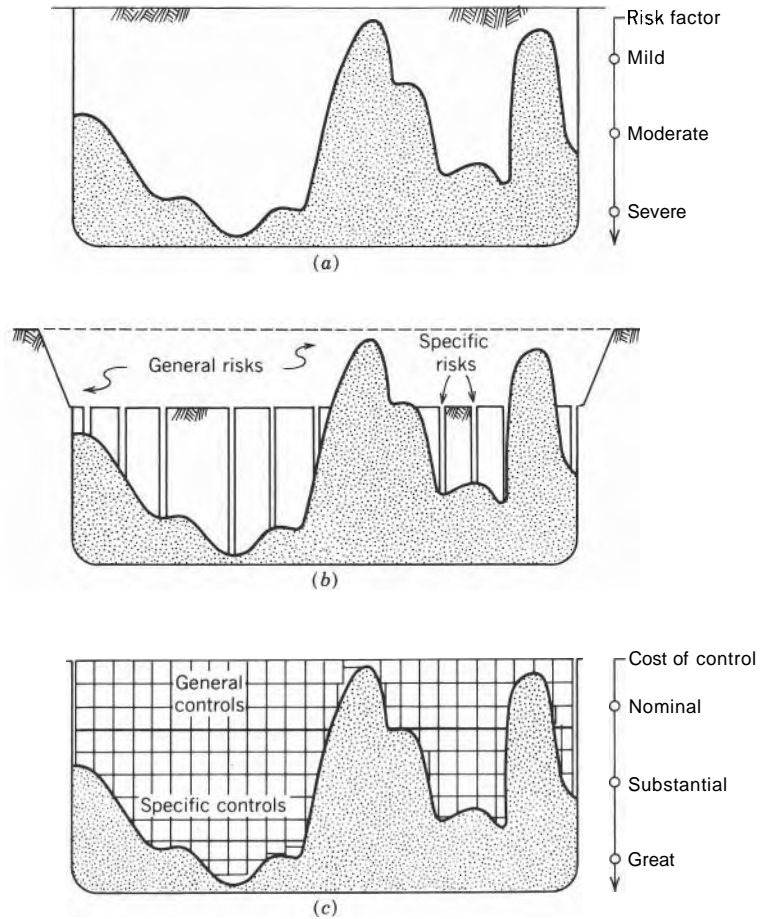 Risk factor
Mild
Moderate
Severe
(a)
General risks
Specific
risks
(b)
Cost of control
General
controls
Nominal
Substantial
Specific controls
Great
(c)